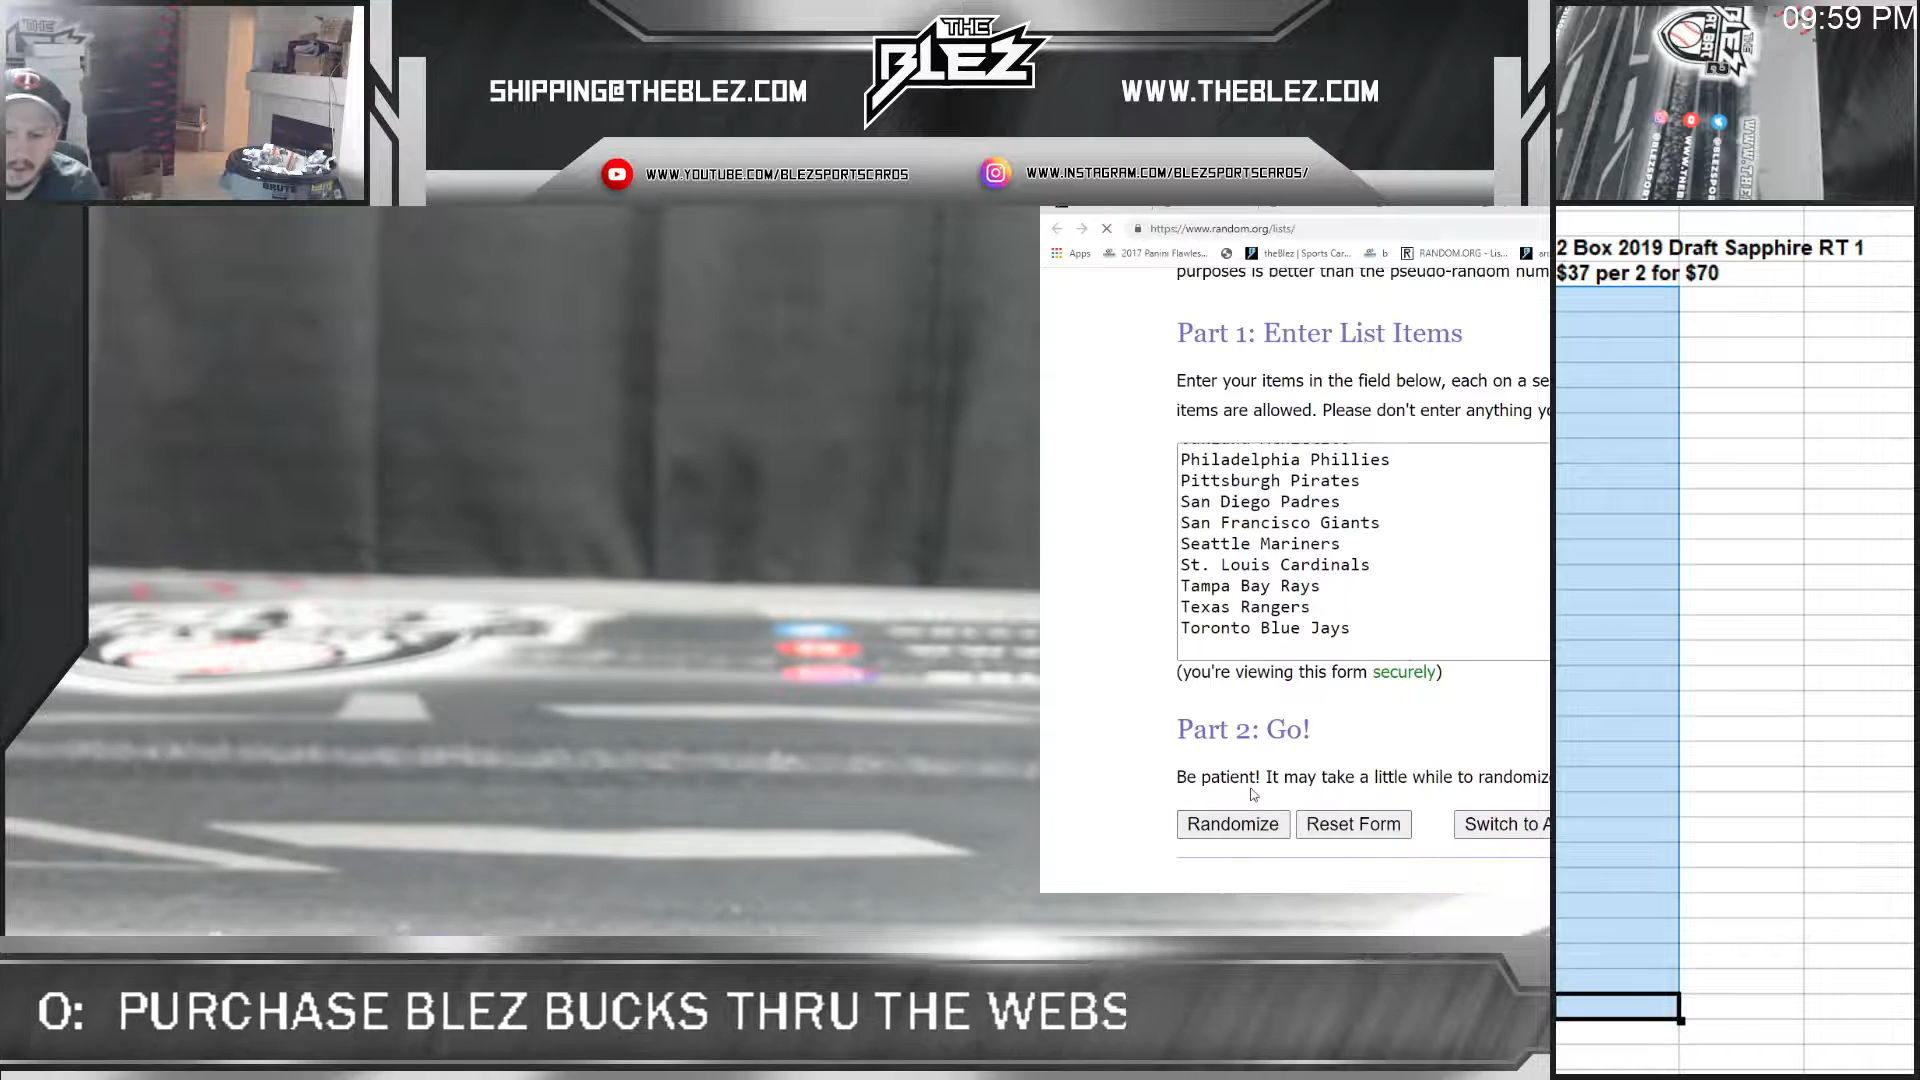 THE
BLEZ
SHIPPING@THEBLEZ.COM
WWW.THEBLEZ.COM
WWW.YOUTUBE.COM/BLEZSPORTSCARDS
WWW.INSTAGRAM.COM/BLEZSPORTSCARDS/
BRUTE
09:59 PM
https://www.random.org/lists/
Apps
2017 Panini Flawles...
theBlez | Sports Car...
b
RANDOM.ORG - Lis...
purposes is better than the pseudo-random num
Part 1: Enter List Items
Enter your items in the field below, each on a se
items are allowed. Please don't enter anything yo
Philadelphia Phillies
Pittsburgh Pirates
San Diego Padres
San Francisco Giants
Seattle Mariners
St. Louis Cardinals
Tampa Bay Rays
Texas Rangers
Toronto Blue Jays
(you're viewing this form securely)
Part 2: Go!
Be patient! It may take a little while to randomize
Randomize
Reset Form
Switch to A
2 Box 2019 Draft Sapphire RT 1
$37 per 2 for $70
O: PURCHASE BLEZ BUCKS THRU THE WEBS